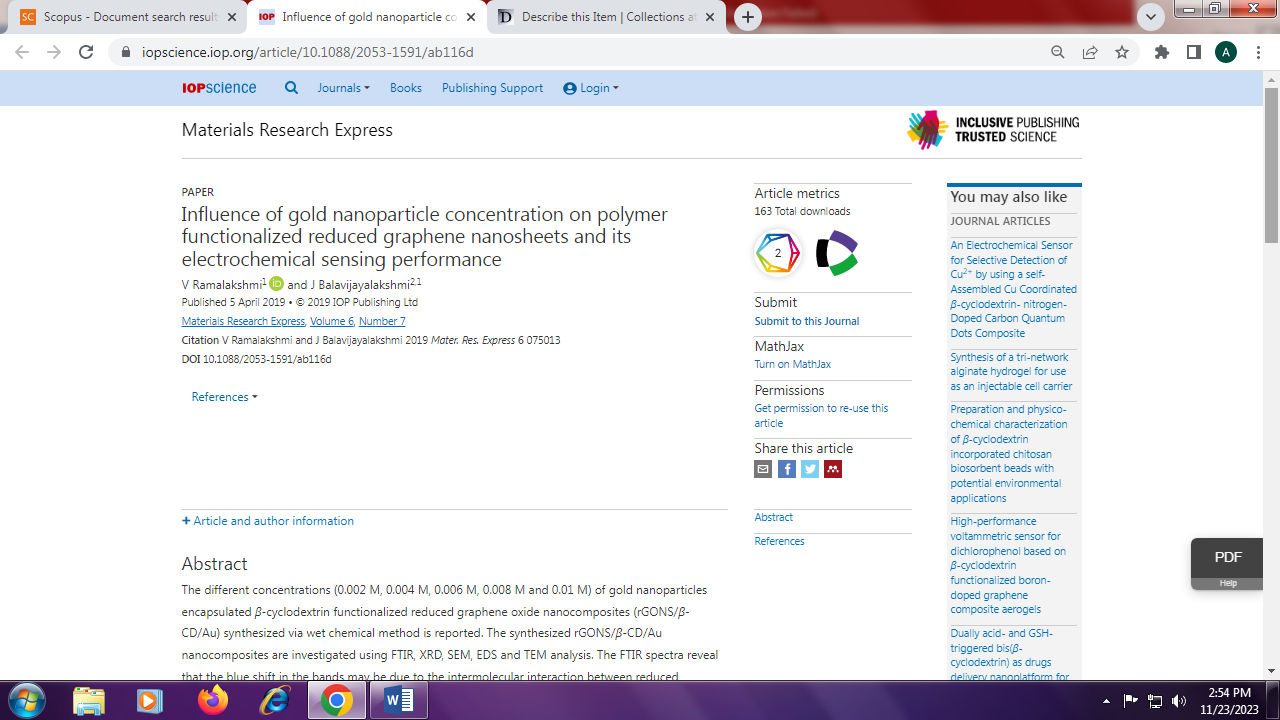 Scopus - Document search result
Influence of gold nanoparticle co
Describe this Item | Collections a
iopscience.iop.org/article/10.1088/2053-1591/ab116d
A
IOPscience
Journals
Books
Publishing Support
Login
Materials Research Express
INCLUSIVE PUBLISHING
TRUSTED SCIENCE
PAPER
Influence of gold nanoparticle concentration on polymer
functionalized reduced graphene nanosheets and its
electrochemical sensing performance
V Ramalakshmi1 iD and J Balavijayalakshmi2,1
Published 5 April 2019 • © 2019 IOP Publishing Ltd
Materials Research Express, Volume 6, Number 7
Citation V Ramalakshmi and J Balavijayalakshmi 2019 Mater. Res. Express 6 075013
DOI 10.1088/2053-1591/ab116d
References
+ Article and author information
Abstract
The different concentrations (0.002 M, 0.004 M, 0.006 M, 0.008 M and 0.01 M) of gold nanoparticles
encapsulated β-cyclodextrin functionalized reduced graphene oxide nanocomposites (rGONS/β-
CD/Au) synthesized via wet chemical method is reported. The synthesized rGONS/β-CD/Au
nanocomposites are investigated using FTIR, XRD, SEM, EDS and TEM analysis. The FTIR spectra reveal
that the blue shift in the bands may be due to the intermolecular interaction between reduced
Article metrics
163 Total downloads
2
Submit
Submit to this Journal
MathJax
Turn on MathJax
Permissions
Get permission to re-use this
article
Share this article
Abstract
References
You may also like
JOURNAL ARTICLES
An Electrochemical Sensor
for Selective Detection of
Cu2+ by using a self-
Assembled Cu Coordinated
β-cyclodextrin- nitrogen-
Doped Carbon Quantum
Dots Composite
Synthesis of a tri-network
alginate hydrogel for use
as an injectable cell carrier
Preparation and physico-
chemical characterization
of β-cyclodextrin
incorporated chitosan
biosorbent beads with
potential environmental
applications
High-performance
voltammetric sensor for
dichlorophenol based on
β-cyclodextrin
functionalized boron-
doped graphene
composite aerogels
Dually acid- and GSH-
triggered bis(β-
cyclodextrin) as drugs
delivery nanoplatform for
PDF
Help
2:54 PM
11/23/2023